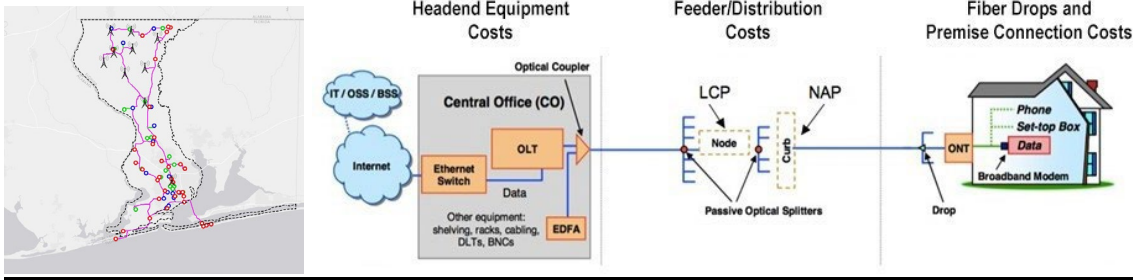 Headend Equipment
Costs
Feeder/Distribution
Costs
Fiber Drops and
Premise Connection Costs
Optical Coupler
IT / OSS / BSS
Central Office (CO)
OLT
Internet
Ethernet
Switch
Data
Other equipment:
shelving, racks, cabling,
DLTs, BNCs
EDFA
LCP
NAP
Node
Curb
Passive Optical Splitters
Phone
Set-top Box
Data
ONT
Broadband Modem
Drop